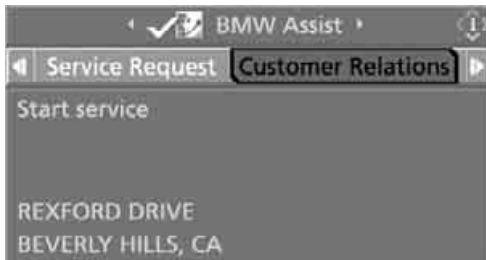 BMW Assist
Service Request Customer Relations
Start service
REXFORD DRIVE
BEVERLY HILLS, CA